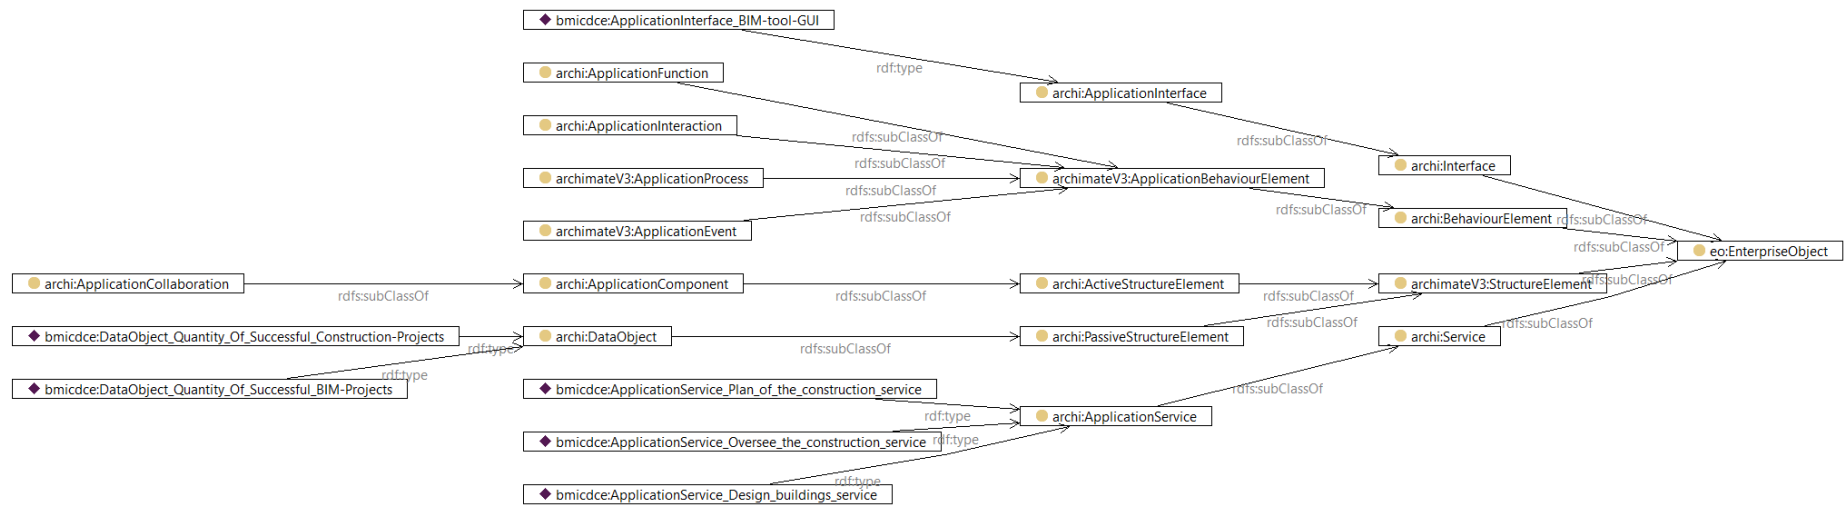 bmicdce:ApplicationInterface_BIM-tool-GUI
rdf:type
archi:ApplicationFunction
archi:ApplicationInterface
archi:ApplicationInteraction
rdfs:subClassOf
rdfs:subClassOf
rdfs:subClassOf
archi:Interface
archimateV3:ApplicationProcess
rdfs:subClassOf
archimateV3:ApplicationBehaviourElement
rdfs:subClassOf
archi:BehaviourElement
rdfs:subClassOf
archimateV3:ApplicationEvent
rdfs:subClassOf
rdfs:subClassOf
eo:EnterpriseObject
archi:ApplicationCollaboration
rdfs:subClassOf
archi:ApplicationComponent
rdfs:subClassOf
archi:ActiveStructureElement
rdfs:subClassOf
archimateV3:StructureElement
rdfs:subClassOf
bmicdce:DataObject_Quantity_Of_Successful_Construction-Projects
rdf:type
archi:DataObject
rdfs:subClassOf
archi:PassiveStructureElement
rdfs:subClassOf
archi:Service
rdfs:subClassOf
bmicdce:DataObject_Quantity_Of_Successful_BIM-Projects
rdf:type
bmicdce:ApplicationService_Plan_of_the_construction_service
rdf:type
archi:ApplicationService
rdfs:subClassOf
bmicdce:ApplicationService_Oversee_the_construction_service
rdf:type
bmicdce:ApplicationService_Design_buildings_service
rdf:type